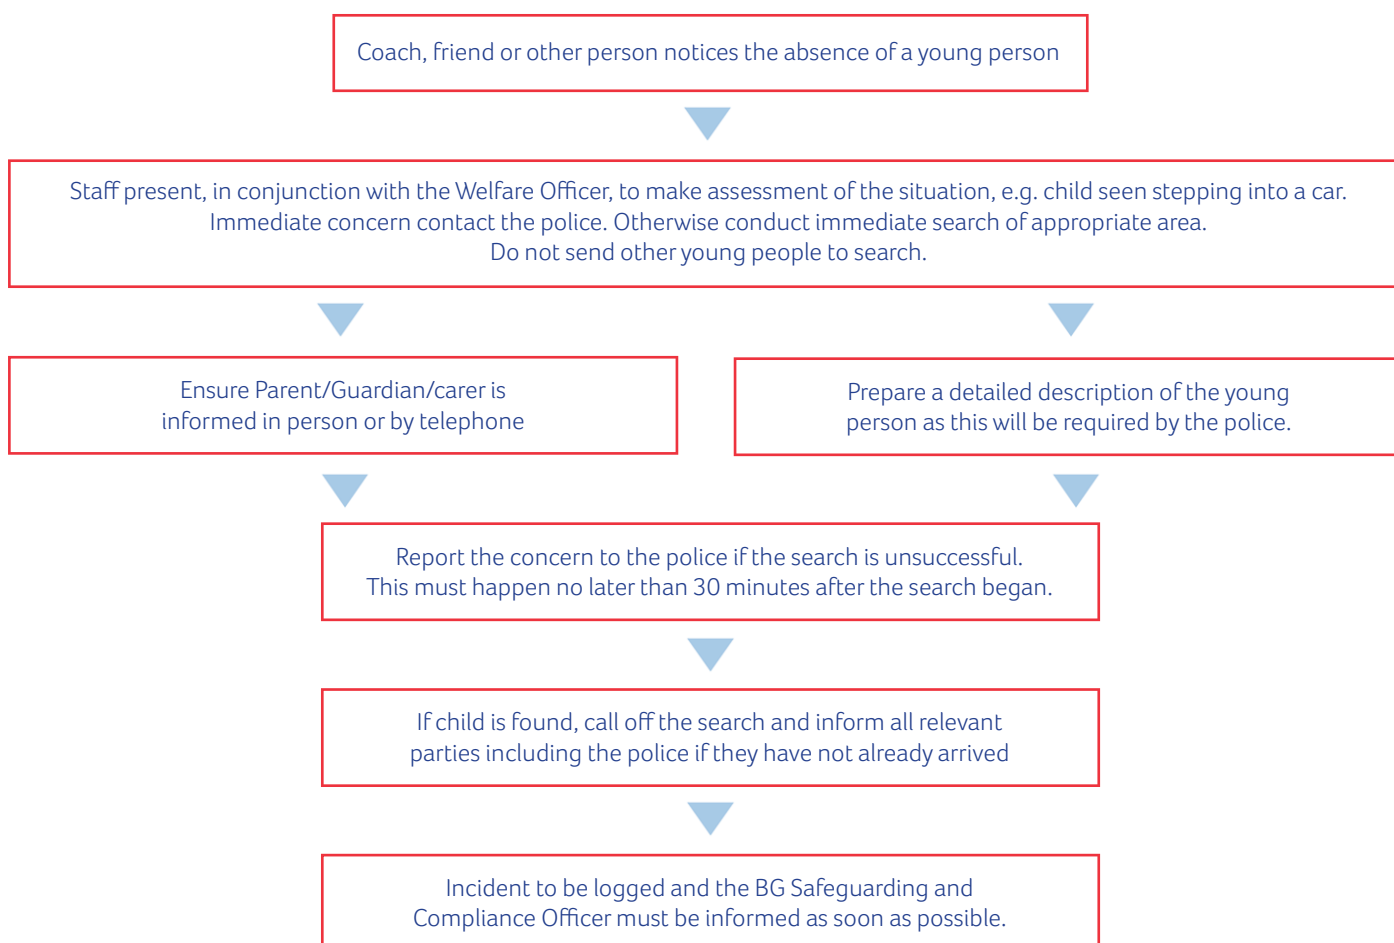 Coach, friend or other person notices the absence of a young person
Staff present, in conjunction with the Welfare Officer, to make assessment of the situation, e.g. child seen stepping into a car.
Immediate concern contact the police. Otherwise conduct immediate search of appropriate area.
Do not send other young people to search.
Ensure Parent/Guardian/carer is
informed in person or by telephone
Prepare a detailed description of the young
person as this will be required by the police.
Report the concern to the police if the search is unsuccessful.
This must happen no later than 30 minutes after the search began.
If child is found, call off the search and inform all relevant
parties including the police if they have not already arrived
Incident to be logged and the BG Safeguarding and
Compliance Officer must be informed as soon as possible.